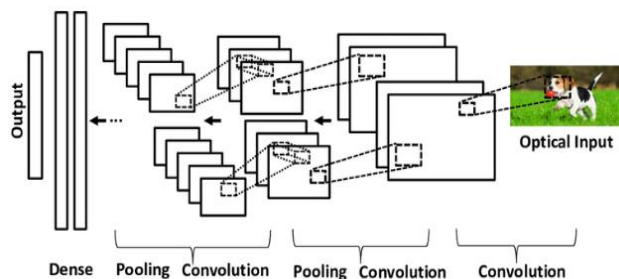 Output
Optical Input
Dense
Pooling Convolution
Pooling Convolution
Convolution